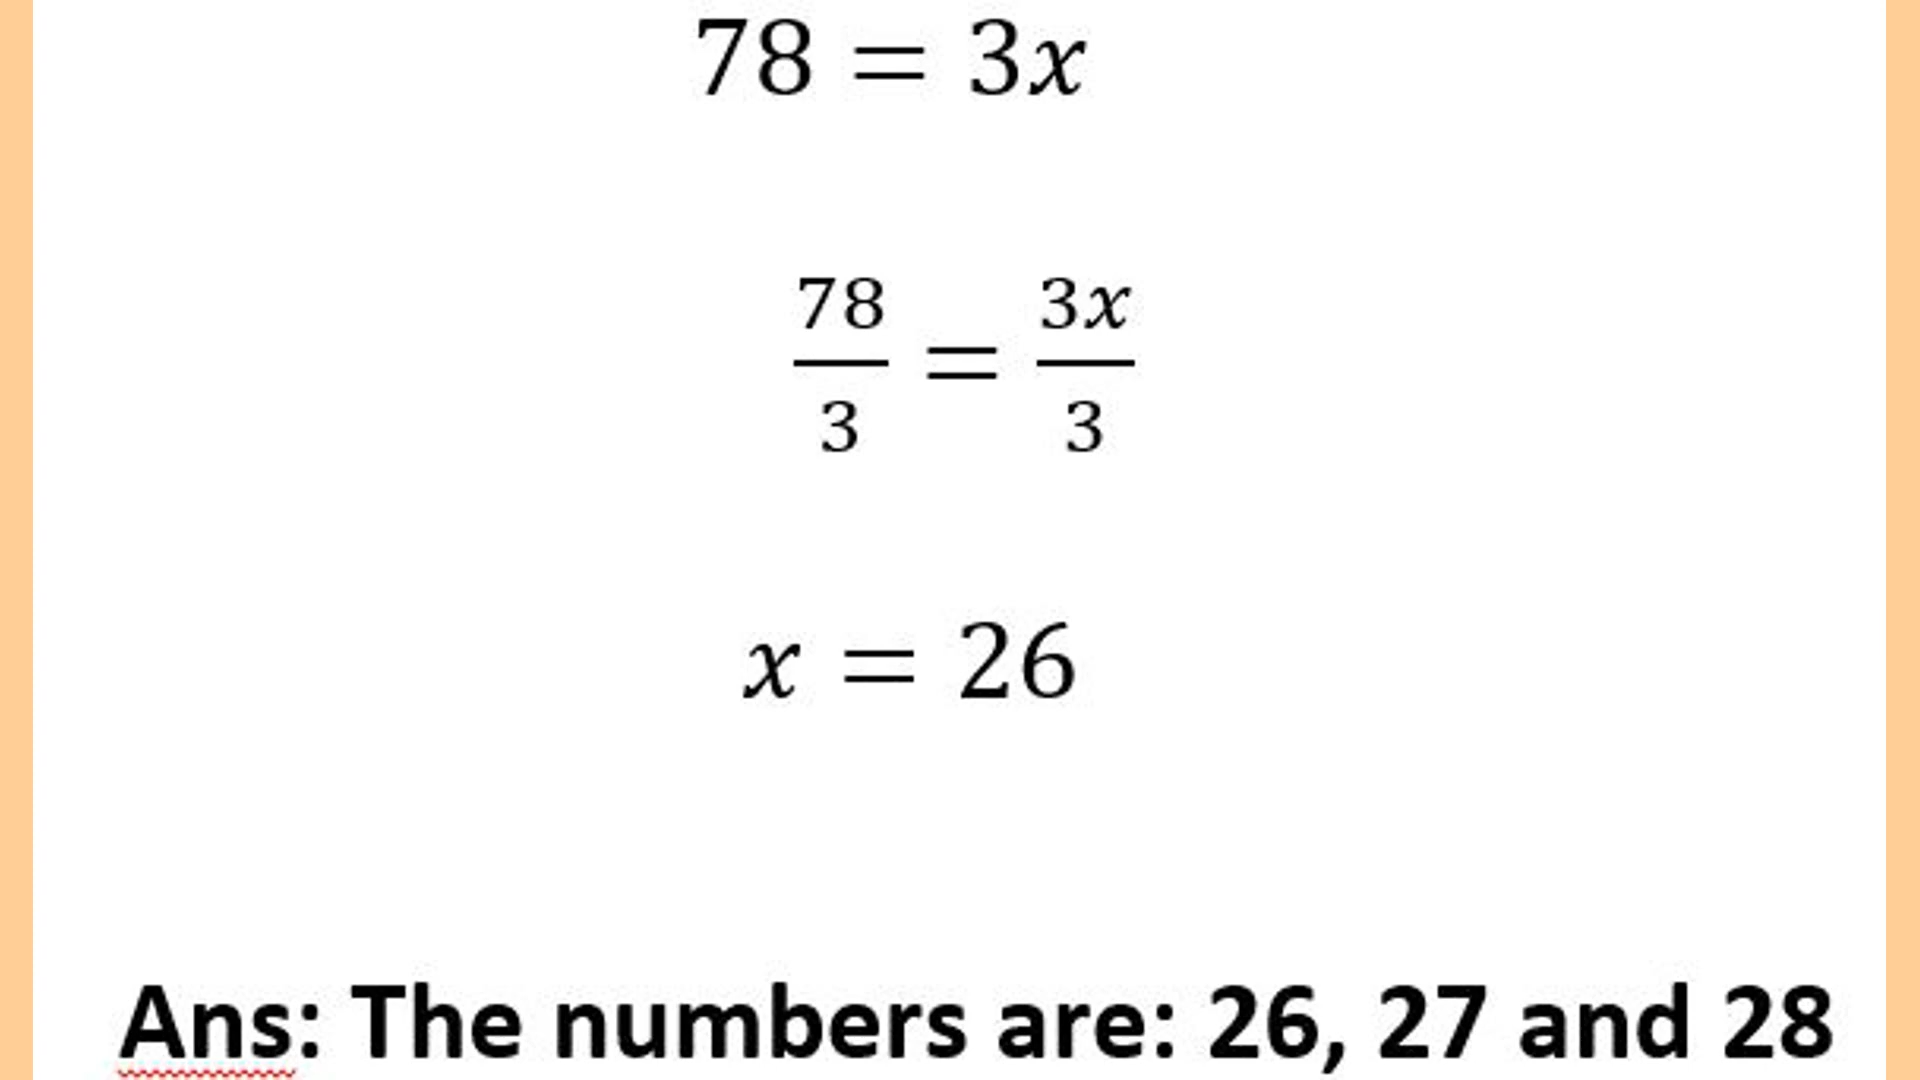 78 = 3x
78/3 = 3x/3
x = 26
Ans: The numbers are: 26, 27 and 28